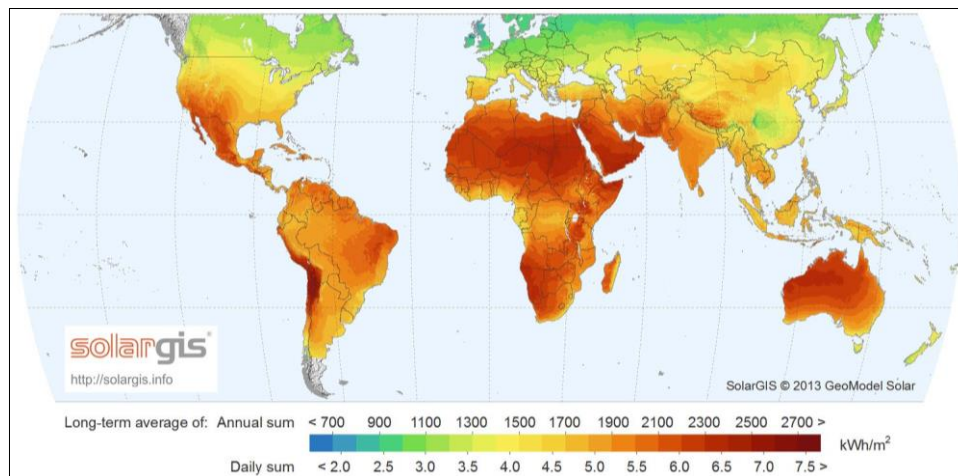 solargis
http://solargis.info
SolarGIS © 2013 GeoModel Solar
Long-term average of: Annual sum < 700 900 1100 1300 1500 1700 1900 2100 2300 2500 2700 >
kWh/m²
Daily sum < 2.0 2.5 3.0 3.5 4.0 4.5 5.0 5.5 6.0 6.5 7.0 7.5 >